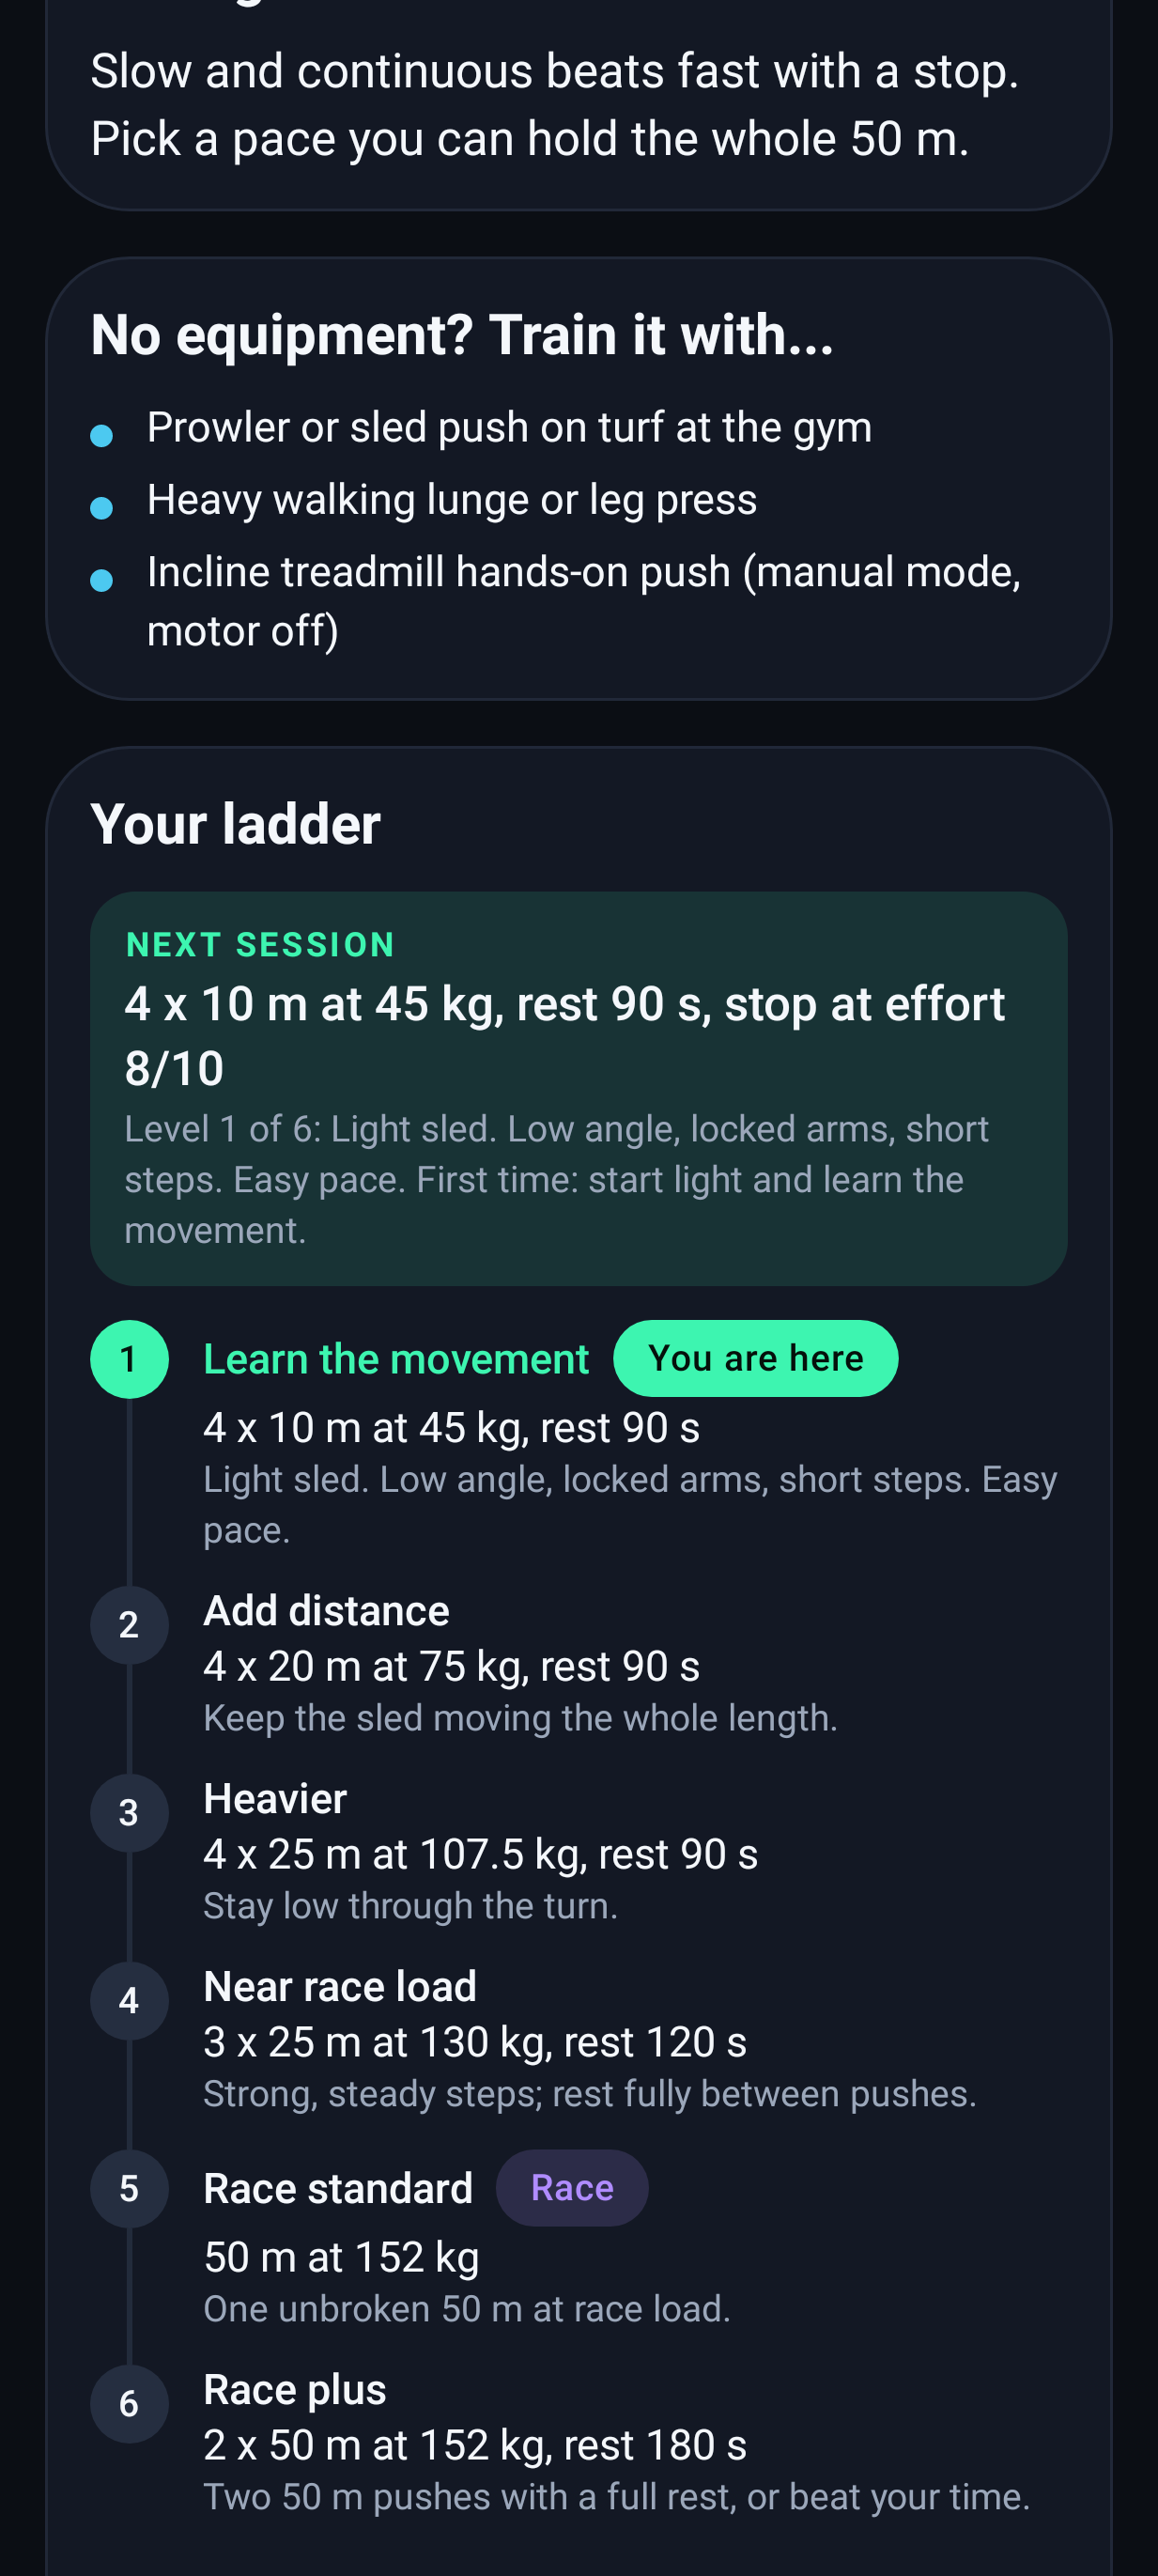 Slow and continuous beats fast with a stop.
Pick a pace you can hold the whole 50 m.
No equipment? Train it with...
Prowler or sled push on turf at the gym
Heavy walking lunge or leg press
Incline treadmill hands-on push (manual mode,
motor off)
Your ladder
NEXT SESSION
4 x 10 m at 45 kg, rest 90 s, stop at effort
8/10
Level 1 of 6: Light sled. Low angle, locked arms, short
steps. Easy pace. First time: start light and learn the
movement.
1 Learn the movement You are here
4 x 10 m at 45 kg, rest 90 s
Light sled. Low angle, locked arms, short steps. Easy
pace.
2 Add distance
4 x 20 m at 75 kg, rest 90 s
Keep the sled moving the whole length.
3 Heavier
4 x 25 m at 107.5 kg, rest 90 s
Stay low through the turn.
4 Near race load
3 x 25 m at 130 kg, rest 120 s
Strong, steady steps; rest fully between pushes.
5 Race standard Race
50 m at 152 kg
One unbroken 50 m at race load.
6 Race plus
2 x 50 m at 152 kg, rest 180 s
Two 50 m pushes with a full rest, or beat your time.